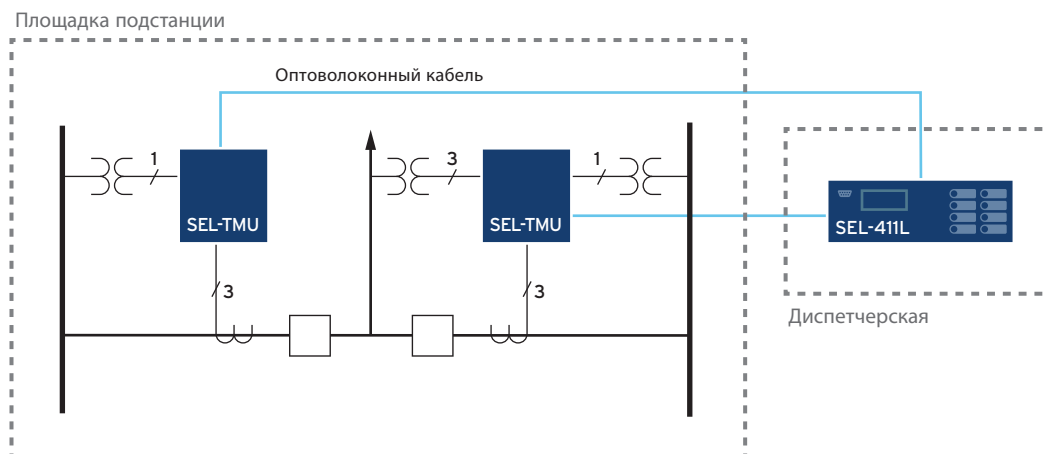 Площадка подстанции
Оптоволоконный кабель
1
3
1
SEL-TMU
SEL-TMU
SEL-411L
3
3
Диспетчерская